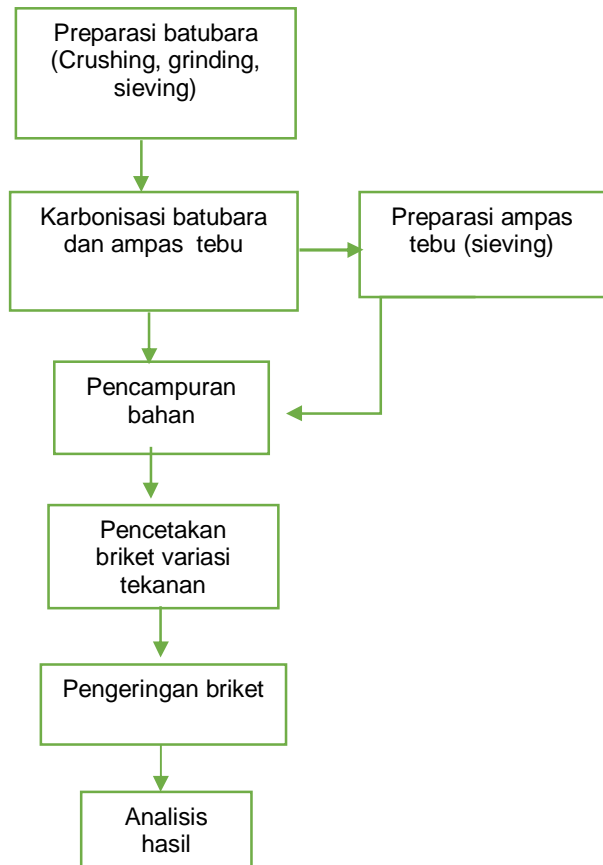 Preparasi batubara
(Crushing, grinding,
sieving)
Karbonisasi batubara
dan ampas tebu
Preparasi ampas
tebu (sieving)
Pencampuran
bahan
Pencetakan
briket variasi
tekanan
Pengeringan briket
Analisis
hasil